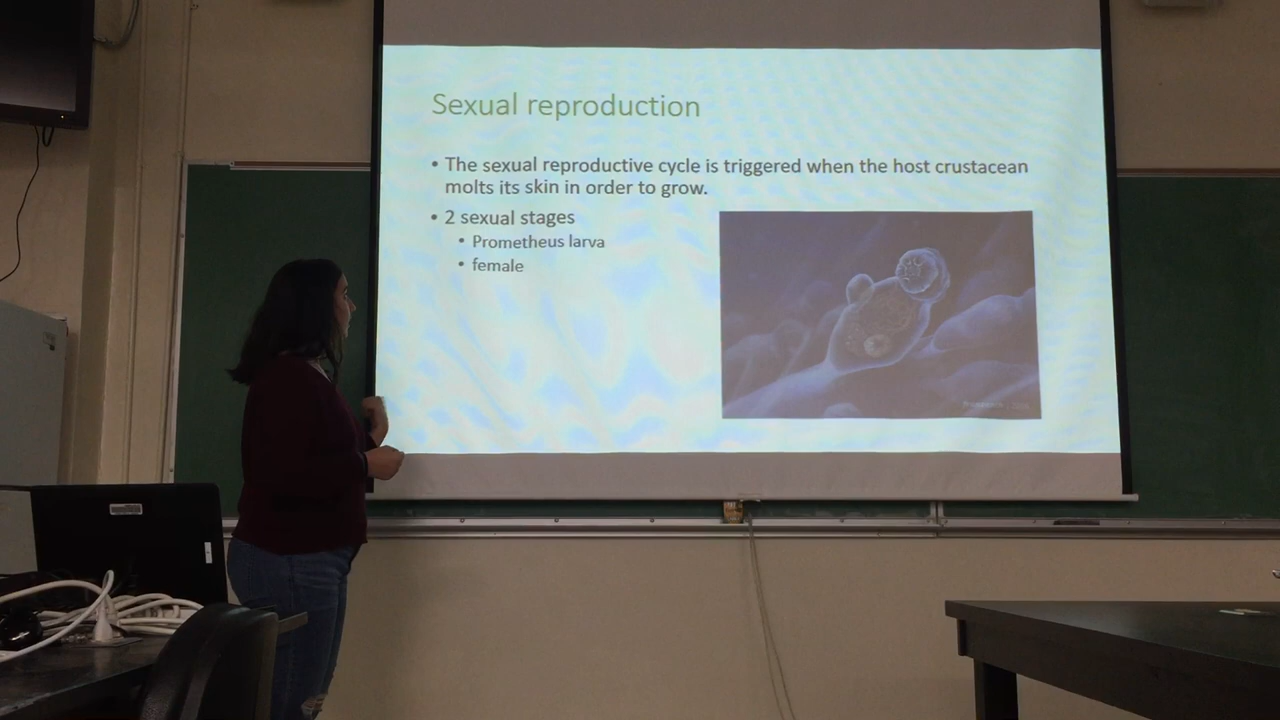 Sexual reproduction
• The sexual reproductive cycle is triggered when the host crustacean
molts its skin in order to grow.
• 2 sexual stages
• Prometheus larva
• female